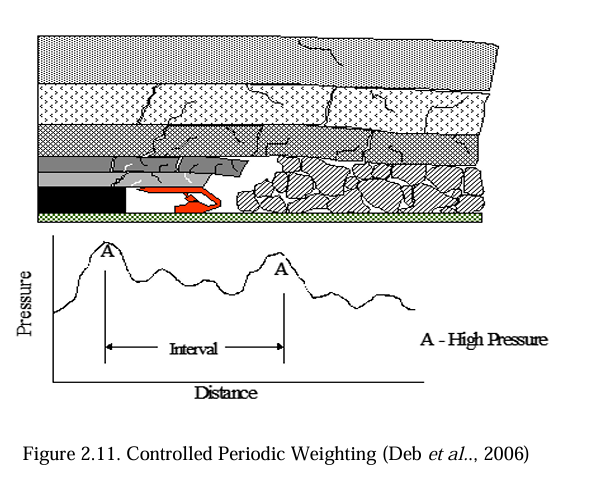 A
A
Pressure
Interval
A - High Pressure
Distance
Figure 2.11. Controlled Periodic Weighting (Deb et al.., 2006)